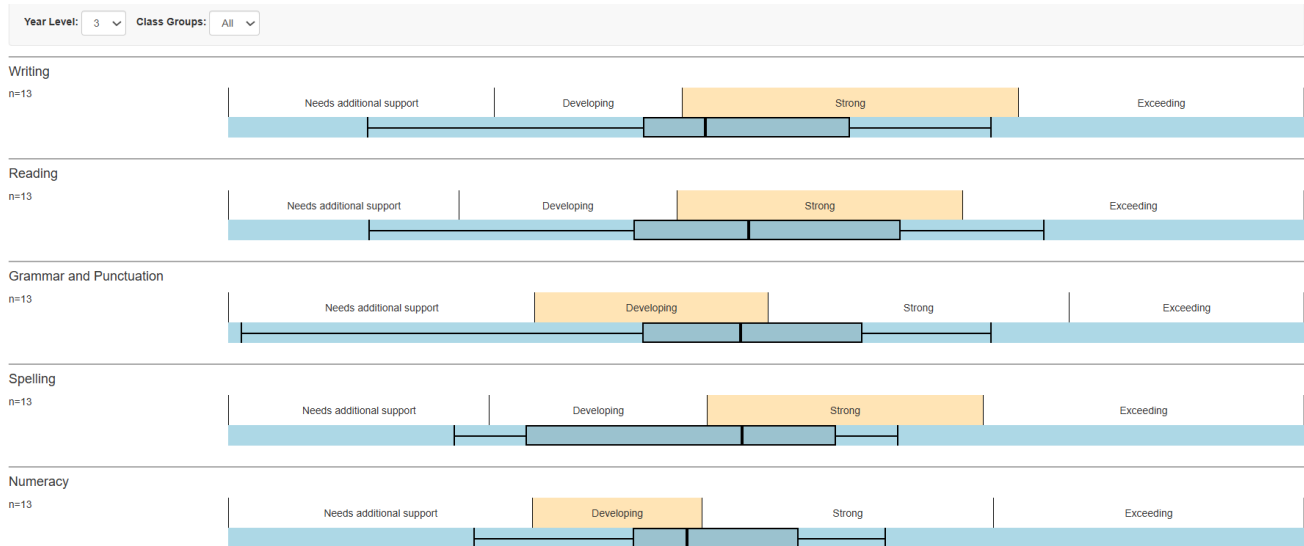 Year Level: 3 Class Groups: All
Writing
n=13
Needs additional support Developing Strong Exceeding
Reading
n=13
Needs additional support Developing Strong Exceeding
Grammar and Punctuation
n=13
Needs additional support Developing Strong Exceeding
Spelling
n=13
Needs additional support Developing Strong Exceeding
Numeracy
n=13
Needs additional support Developing Strong Exceeding